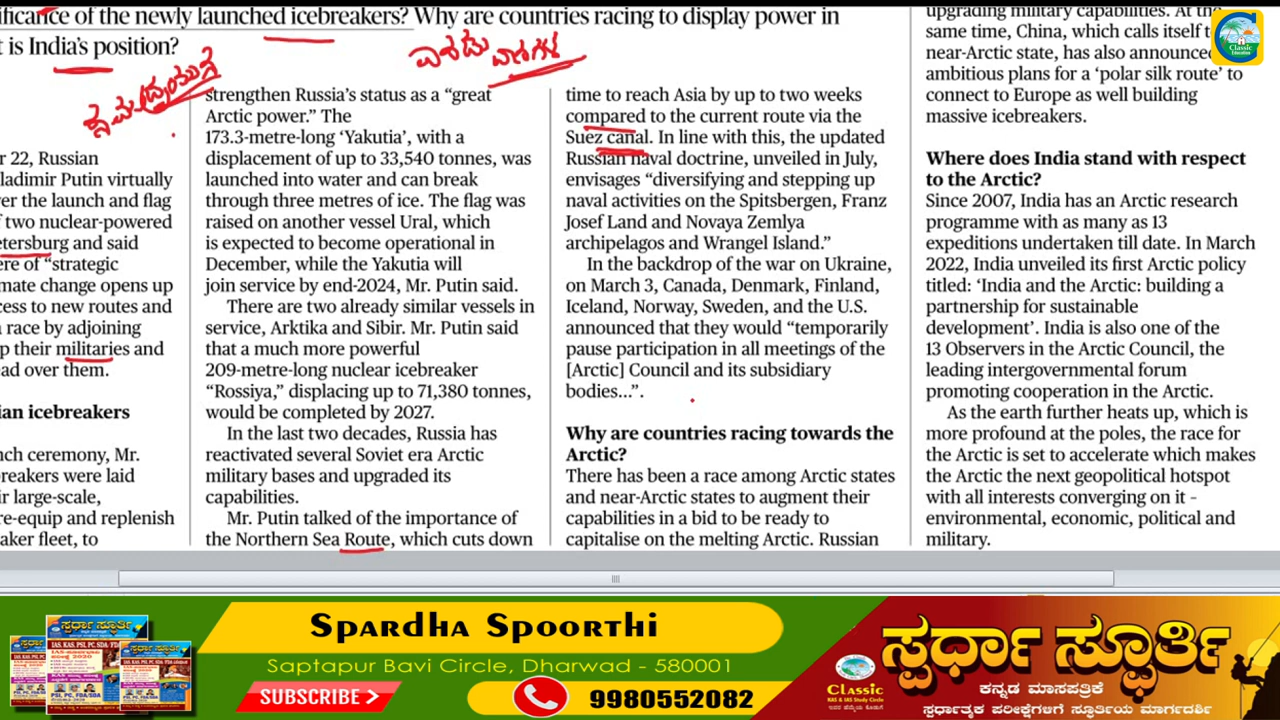 ificance of the newly launched icebreakers? Why are countries racing to display power in
t is India's position?
ಎರಡು ವಾರಗಳ
r 22, Russian
ladimir Putin virtually
er the launch and flag
f two nuclear-powered
etersburg and said
ere of “strategic
mate change opens up
cess to new routes and
a race by adjoining
p their militaries and
ead over them.
ian icebreakers
nch ceremony, Mr.
breakers were laid
ir large-scale,
re-equip and replenish
aker fleet, to
strengthen Russia's status as a “great
Arctic power.” The
173.3-metre-long ‘Yakutia’, with a
displacement of up to 33,540 tonnes, was
launched into water and can break
through three metres of ice. The flag was
raised on another vessel Ural, which
is expected to become operational in
December, while the Yakutia will
join service by end-2024, Mr. Putin said.
There are two already similar vessels in
service, Arktika and Sibir. Mr. Putin said
that a much more powerful
209-metre-long nuclear icebreaker
“Rossiya,” displacing up to 71,380 tonnes,
would be completed by 2027.
In the last two decades, Russia has
reactivated several Soviet era Arctic
military bases and upgraded its
capabilities.
Mr. Putin talked of the importance of
the Northern Sea Route, which cuts down
time to reach Asia by up to two weeks
compared to the current route via the
Suez canal. In line with this, the updated
Russian naval doctrine, unveiled in July,
envisages “diversifying and stepping up
naval activities on the Spitsbergen, Franz
Josef Land and Novaya Zemlya
archipelagos and Wrangel Island.”
In the backdrop of the war on Ukraine,
on March 3, Canada, Denmark, Finland,
Iceland, Norway, Sweden, and the U.S.
announced that they would “temporarily
pause participation in all meetings of the
[Arctic] Council and its subsidiary
bodies...”.
Why are countries racing towards the
Arctic?
There has been a race among Arctic states
and near-Arctic states to augment their
capabilities in a bid to be ready to
capitalise on the melting Arctic. Russian
upgrading military capabilities. At the
same time, China, which calls itself
near-Arctic state, has also announced
ambitious plans for a ‘polar silk route’ to
connect to Europe as well building
massive icebreakers.
Where does India stand with respect
to the Arctic?
Since 2007, India has an Arctic research
programme with as many as 13
expeditions undertaken till date. In March
2022, India unveiled its first Arctic policy
titled: ‘India and the Arctic: building a
partnership for sustainable
development’. India is also one of the
13 Observers in the Arctic Council, the
leading intergovernmental forum
promoting cooperation in the Arctic.
As the earth further heats up, which is
more profound at the poles, the race for
the Arctic is set to accelerate which makes
the Arctic the next geopolitical hotspot
with all interests converging on it –
environmental, economic, political and
military.
Classic
Education
Spardha Spoorthi
Saptapur Bavi Circle, Dharwad - 580001
SUBSCRIBE
9980552082
Classic
IAS & KAS Study Circle
ಸ್ಪರ್ಧಾ ಸ್ಫೂರ್ತಿ
ಕನ್ನಡ ಮಾಸಪತ್ರಿಕೆ
ಸ್ಪರ್ಧಾತ್ಮಕ ಪರೀಕ್ಷೆಗಳಿಗೆ ಸ್ಫೂರ್ತಿಯ ಮಾರ್ಗದರ್ಶಿ